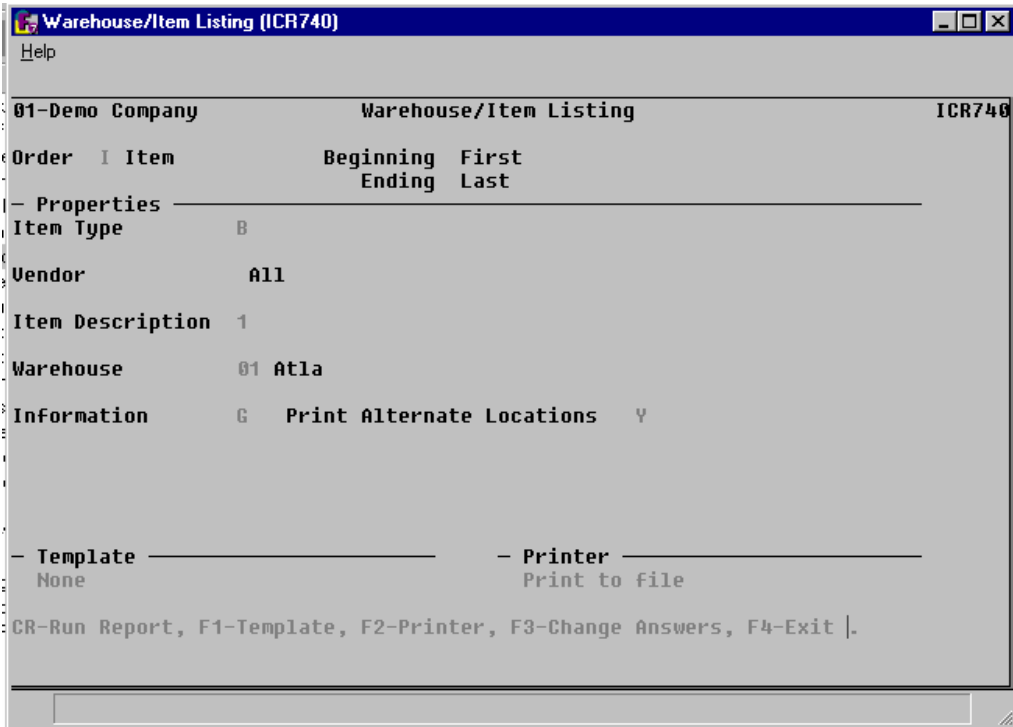 Warehouse/Item Listing (ICR740)
Help
01-Demo Company Warehouse/Item Listing ICR740
Order I Item Beginning First
Ending Last
- Properties
Item Type B
Vendor All
Item Description 1
Warehouse 01 Atla
Information G Print Alternate Locations Y
- Template - Printer
None Print to file
CR-Run Report, F1-Template, F2-Printer, F3-Change Answers, F4-Exit .